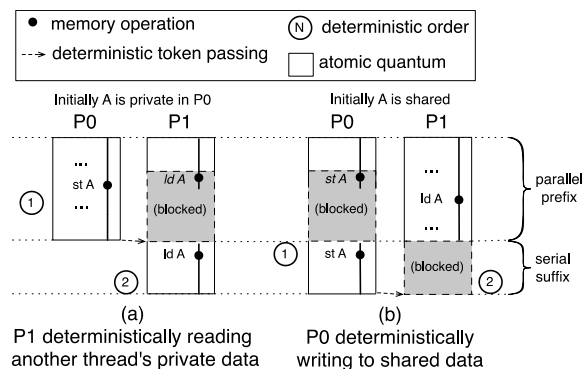 memory operation
N deterministic order
deterministic token passing
atomic quantum
Initially A is private in P0
Initially A is shared
P0 P1 P0 P1
...
st A
...
1
ld A
(blocked)
ld A
2
st A
(blocked)
1
st A
...
ld A
...
(blocked)
2
parallel
prefix
serial
suffix
(a)
(b)
P1 deterministically reading
another thread's private data
P0 deterministically
writing to shared data